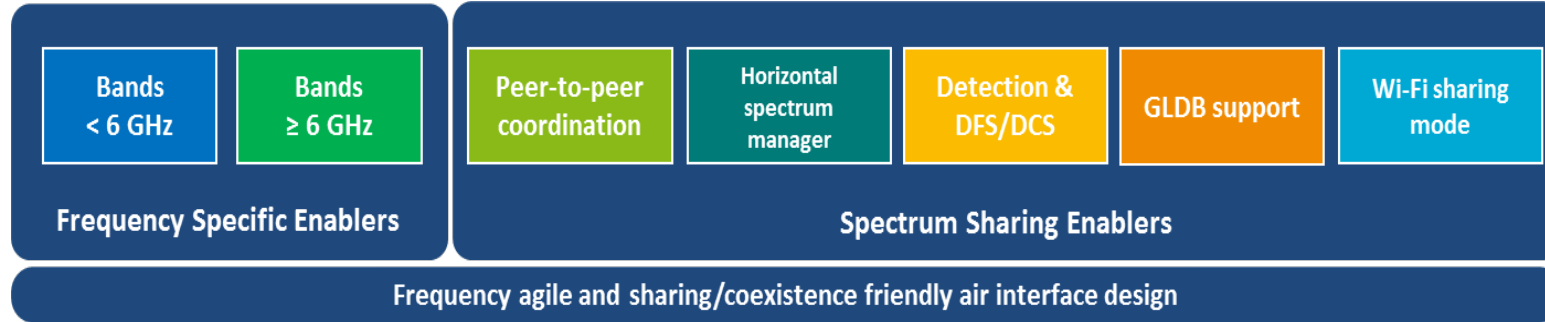 Bands
< 6 GHz
Bands
≥ 6 GHz
Frequency Specific Enablers
Peer-to-peer
coordination
Horizontal
spectrum
manager
Detection &
DFS/DCS
GLDB support
Wi-Fi sharing
mode
Spectrum Sharing Enablers
Frequency agile and sharing/coexistence friendly air interface design